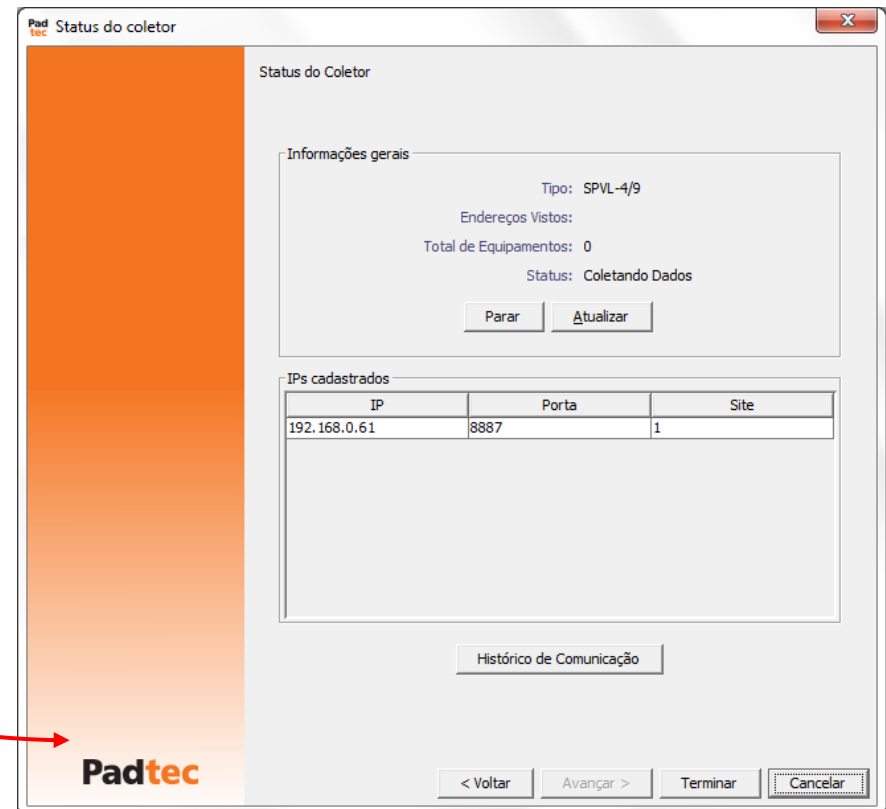 Pad
tec Status do coletor
X
Status do Coletor
Informações gerais
Tipo: SPVL-4/9
Endereços Vistos:
Total de Equipamentos: 0
Status: Coletando Dados
Parar Atualizar
IPs cadastrados
IP Porta Site
192.168.0.61 8887 1
Histórico de Comunicação
Padtec
< Voltar Avançar > Terminar Cancelar